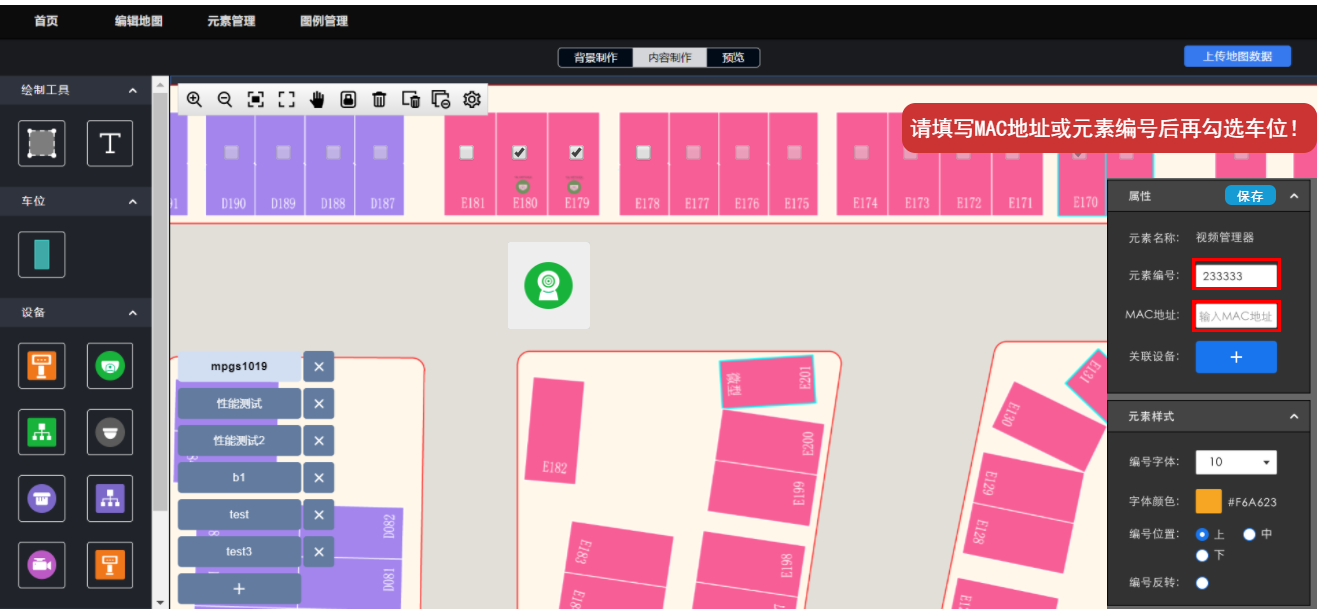 首页 编辑地图 元素管理 图例管理
背景制作 内容制作 预览 上传地图数据
绘制工具
T
请填写MAC地址或元素编号后再勾选车位！
车位
D190 D189 D188 D187 E181 E180 E179 E178 E177 E176 E175 E174 E173 E172 E171 E170
属性 保存
元素名称: 视频管理器
元素编号: 233333
MAC地址: 输入MAC地址
关联设备: +
设备
mpgs1019 ×
性能测试 ×
性能测试2 ×
b1 ×
test ×
test3 ×
+
D082
D081
E182
微型 E201
E200
E199
E183
E198
E131
E130
E129
E128
元素样式
编号字体: 10
字体颜色: #F6A623
编号位置: 上 中
下
编号反转: